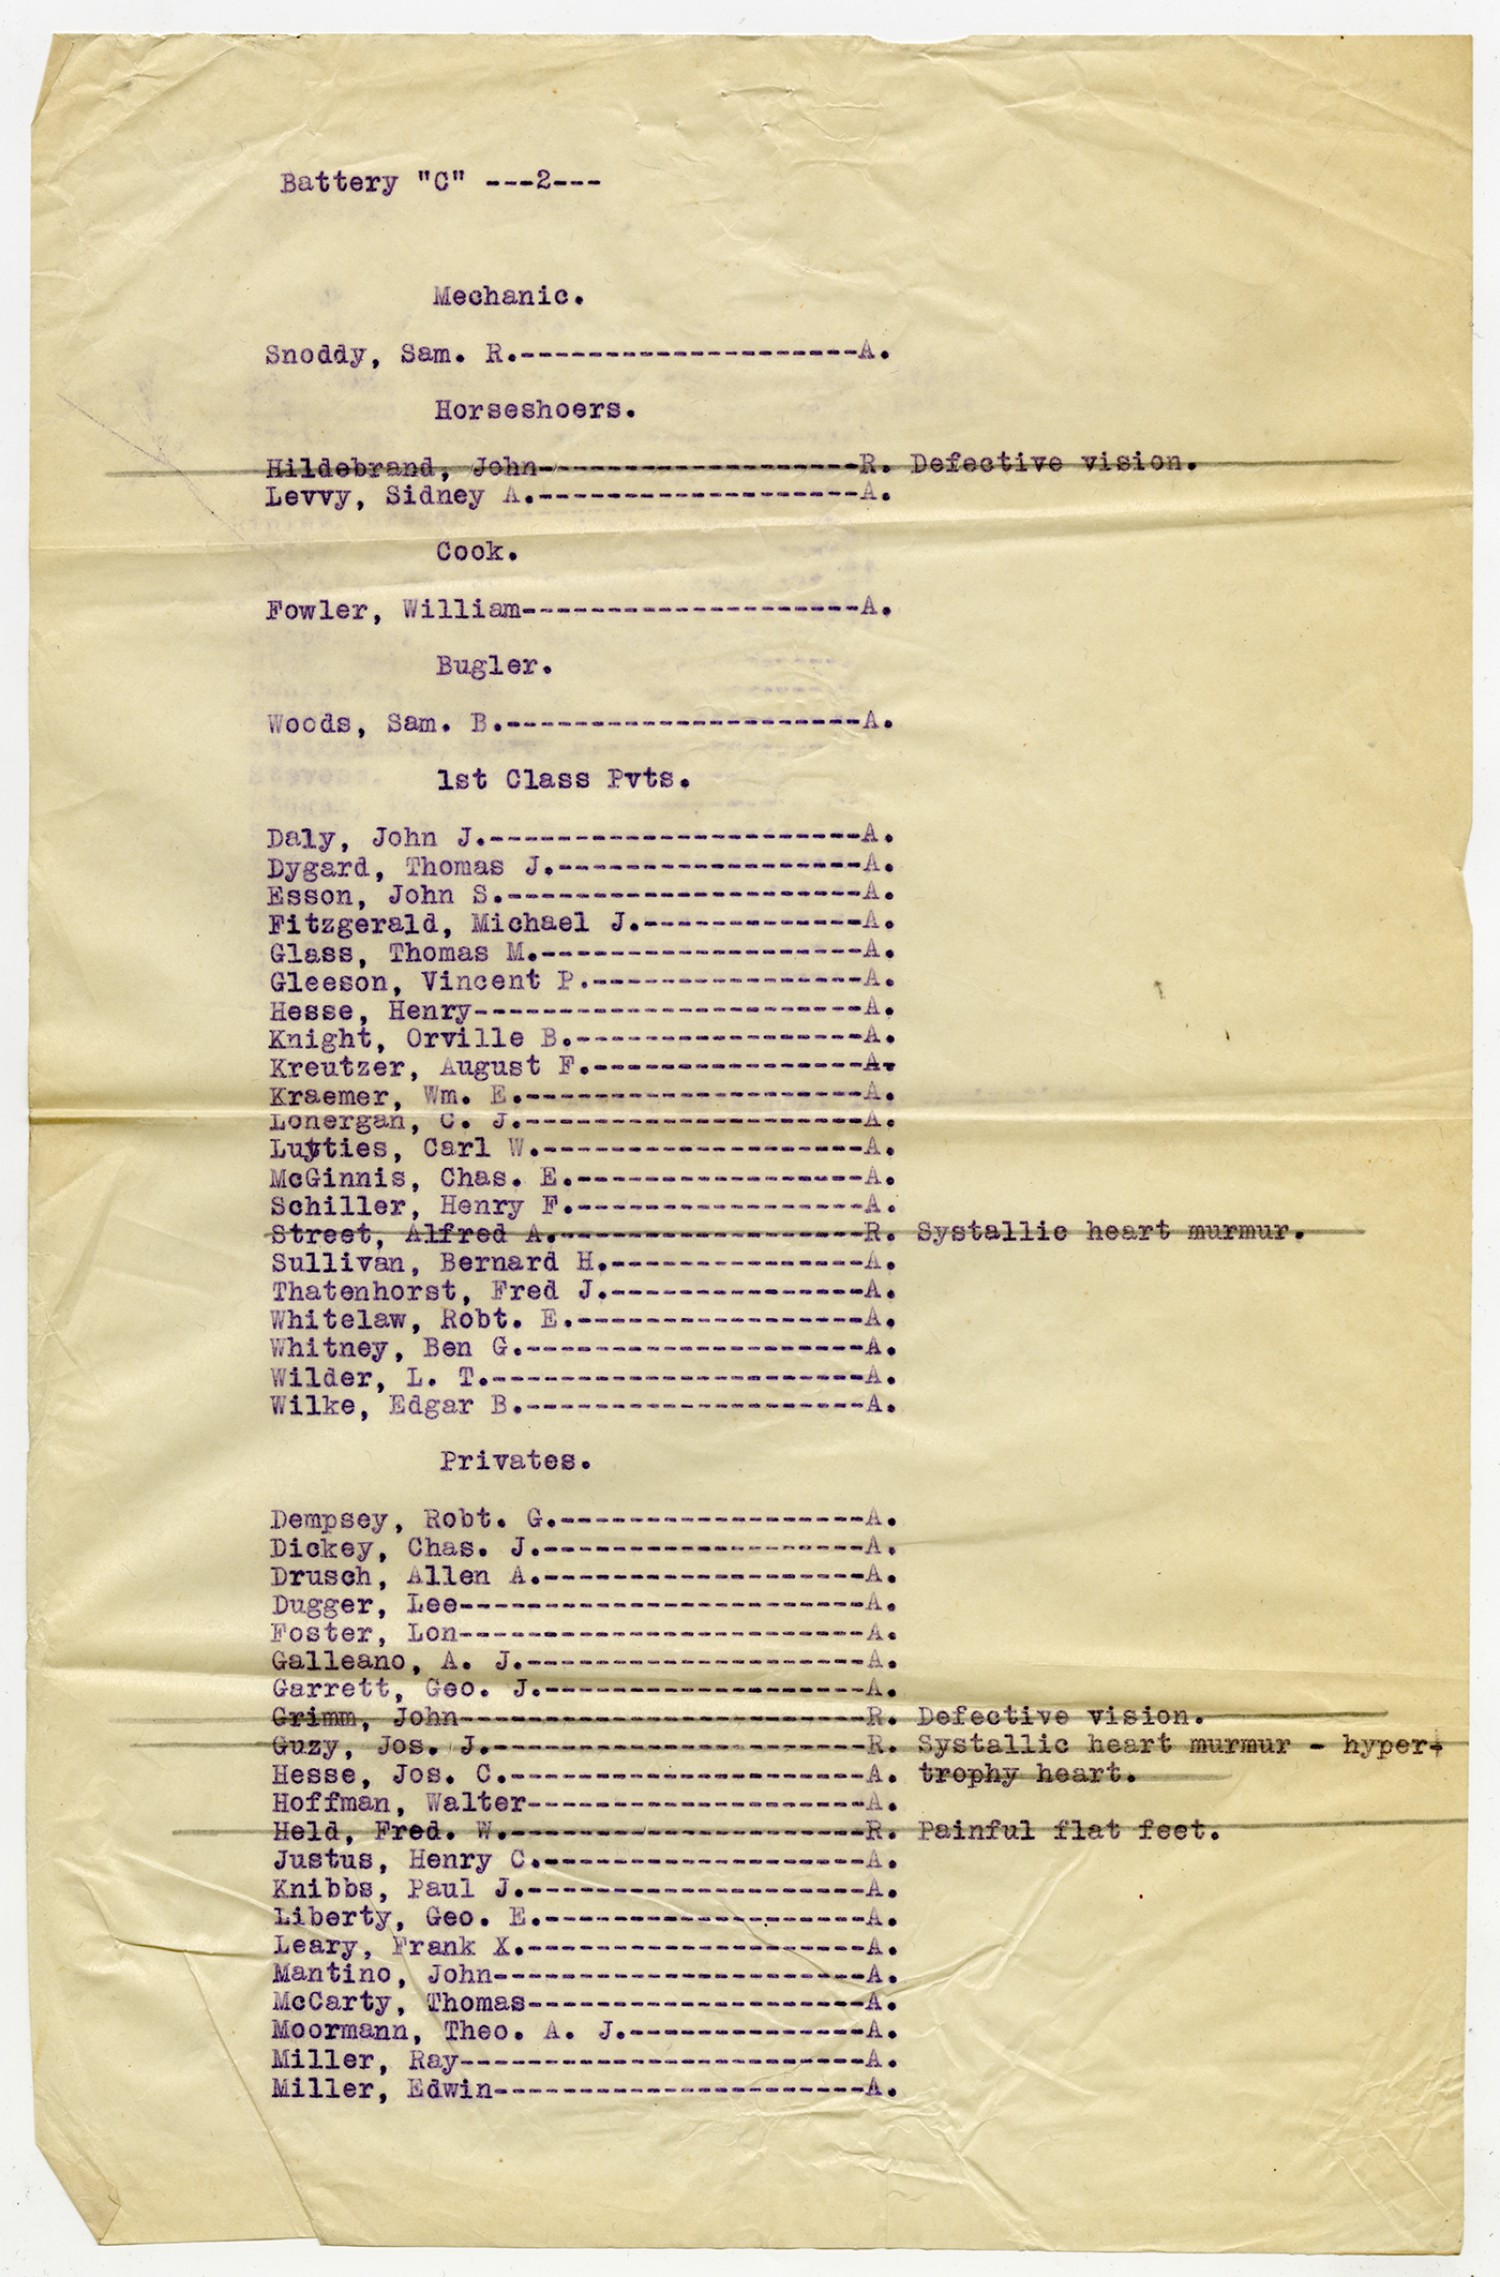 Battery "C" ---2---
Mechanic.
Snoddy, Sam. R.--------------------A.
Horseshoers.
Hildebrand, John-------------------R. Defective vision.
Levvy, Sidney A.-------------------A.
Cook.
Fowler, William--------------------A.
Bugler.
Woods, Sam. B.---------------------A.
1st Class Pvts.
Daly, John J.----------------------A.
Dygard, Thomas J.------------------A.
Esson, John S.---------------------A.
Fitzgerald, Michael J.-------------A.
Glass, Thomas M.-------------------A.
Gleeson, Vincent P.----------------A.
Hesse, Henry-----------------------A.
Knight, Orville B.-----------------A.
Kreutzer, August F.----------------A.
Kraemer, Wm. E.--------------------A.
Lonergan, C. J.--------------------A.
Luyties, Carl W.-------------------A.
McGinnis, Chas. E.-----------------A.
Schiller, Henry F.-----------------A.
Street, Alfred A.------------------R. Systallic heart murmur.
Sullivan, Bernard H.---------------A.
Thatenhorst, Fred J.---------------A.
Whitelaw, Robt. E.-----------------A.
Whitney, Ben G.--------------------A.
Wilder, L. T.----------------------A.
Wilke, Edgar B.--------------------A.
Privates.
Dempsey, Robt. G.------------------A.
Dickey, Chas. J.-------------------A.
Drusch, Allen A.-------------------A.
Dugger, Lee------------------------A.
Foster, Lon------------------------A.
Galleano, A. J.--------------------A.
Garrett, Geo. J.-------------------A.
Grimm, John------------------------R. Defective vision.
Guzy, Jos. J.----------------------R. Systallic heart murmur - hyper-
Hesse, Jos. C.---------------------A. trophy heart.
Hoffman, Walter--------------------A.
Held, Fred. W.---------------------R. Painful flat feet.
Justus, Henry C.-------------------A.
Knibbs, Paul J.--------------------A.
Liberty, Geo. E.-------------------A.
Leary, Frank X.--------------------A.
Mantino, John----------------------A.
McCarty, Thomas--------------------A.
Moormann, Theo. A. J.--------------A.
Miller, Ray------------------------A.
Miller, Edwin----------------------A.